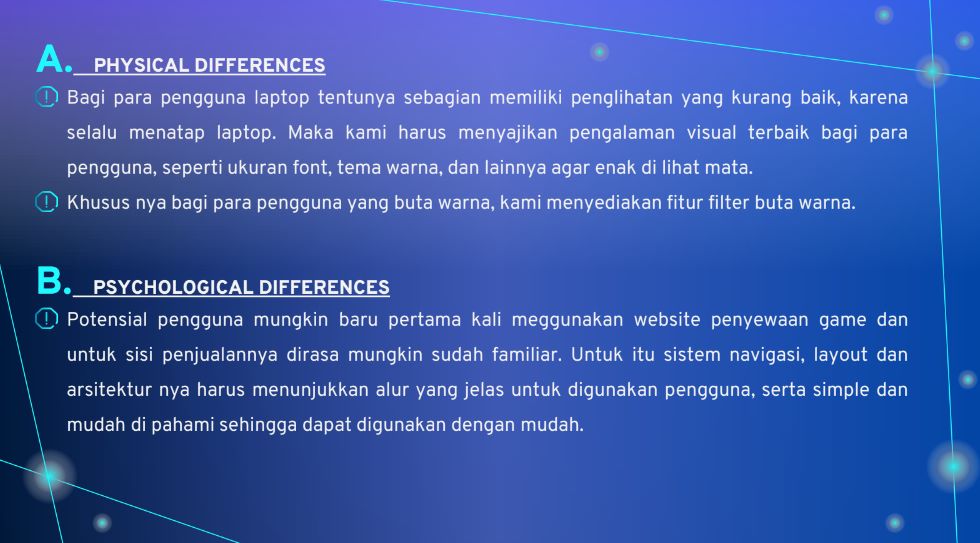 A. PHYSICAL DIFFERENCES
Bagi para pengguna laptop tentunya sebagian memiliki penglihatan yang kurang baik, karena
selalu menatap laptop. Maka kami harus menyajikan pengalaman visual terbaik bagi para
pengguna, seperti ukuran font, tema warna, dan lainnya agar enak di lihat mata.
Khusus nya bagi para pengguna yang buta warna, kami menyediakan fitur filter buta warna.
B. PSYCHOLOGICAL DIFFERENCES
Potensial pengguna mungkin baru pertama kali meggunakan website penyewaan game dan
untuk sisi penjualannya dirasa mungkin sudah familiar. Untuk itu sistem navigasi, layout dan
arsitektur nya harus menunjukkan alur yang jelas untuk digunakan pengguna, serta simple dan
mudah di pahami sehingga dapat digunakan dengan mudah.